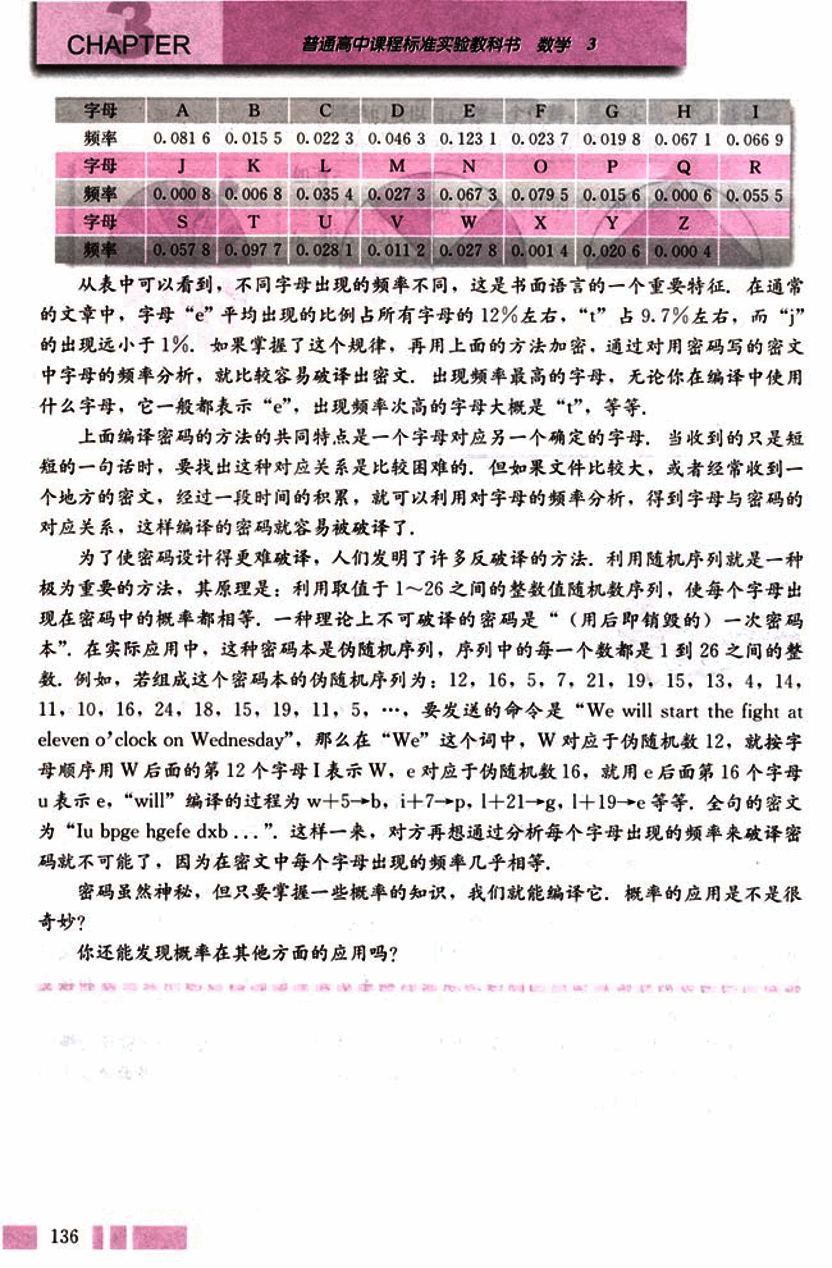 CHAPTER 3 普通高中课程标准实验教科书 数学 3
字母 A B C D E F G H I
频率 0.081 6 0.015 5 0.022 3 0.046 3 0.123 1 0.023 7 0.019 8 0.067 1 0.066 9
字母 J K L M N O P Q R
频率 0.000 8 0.006 8 0.035 4 0.027 3 0.067 3 0.079 5 0.015 6 0.000 6 0.055 5
字母 S T U V W X Y Z
频率 0.057 8 0.097 7 0.028 1 0.011 2 0.027 8 0.001 4 0.020 6 0.000 4
从表中可以看到，不同字母出现的频率不同，这是书面语言的一个重要特征．在通常
的文章中，字母“e”平均出现的比例占所有字母的 12%左右，“t” 占 9.7%左右，而“j”
的出现远小于 1%．如果掌握了这个规律，再用上面的方法加密，通过对用密码写的密文
中字母的频率分析，就比较容易破译出密文．出现频率最高的字母，无论你在编译中使用
什么字母，它一般都表示“e”，出现频率次高的字母大概是“t”，等等．
上面编译密码的方法的共同特点是一个字母对应另一个确定的字母．当收到的只是短
短的一句话时，要找出这种对应关系是比较困难的．但如果文件比较大，或者经常收到一
个地方的密文，经过一段时间的积累，就可以利用对字母的频率分析，得到字母与密码的
对应关系，这样编译的密码就容易被破译了．
为了使密码设计得更难破译，人们发明了许多反破译的方法．利用随机序列就是一种
极为重要的方法，其原理是：利用取值于 1～26 之间的整数值随机数序列，使每个字母出
现在密码中的概率都相等．一种理论上不可破译的密码是“（用后即销毁的）一次密码
本”．在实际应用中，这种密码本是伪随机序列，序列中的每一个数都是 1 到 26 之间的整
数．例如，若组成这个密码本的伪随机序列为：12，16，5，7，21，19，15，13，4，14，
11，10，16，24，18，15，19，11，5，…，要发送的命令是“We will start the fight at
eleven o’clock on Wednesday”，那么在“We”这个词中，W 对应于伪随机数 12，就按字
母顺序用 W 后面的第 12 个字母 I 表示 W，e 对应于伪随机数 16，就用 e 后面第 16 个字母
u 表示 e，“will”编译的过程为 w+5→b，i+7→p，l+21→g，l+19→e 等等．全句的密文
为“Iu bpge hgefe dxb . . .”．这样一来，对方再想通过分析每个字母出现的频率来破译密
码就不可能了，因为在密文中每个字母出现的频率几乎相等．
密码虽然神秘，但只要掌握一些概率的知识，我们就能编译它．概率的应用是不是很
奇妙？
你还能发现概率在其他方面的应用吗？
136